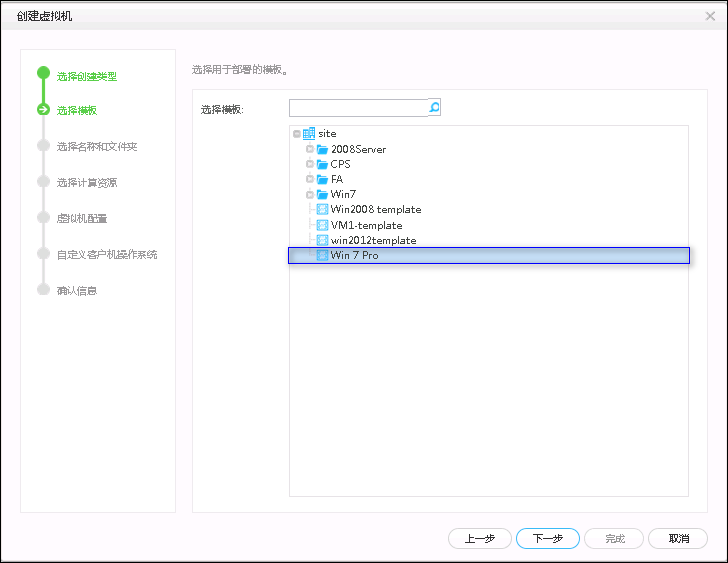 创建虚拟机
选择创建类型
选择模板
选择名称和文件夹
选择计算资源
虚拟机配置
自定义客户机操作系统
确认信息
选择用于部署的模板。
选择模板:
site
2008Server
CPS
FA
Win7
Win2008 template
VM1-template
win2012template
Win 7 Pro
上一步
下一步
完成
取消